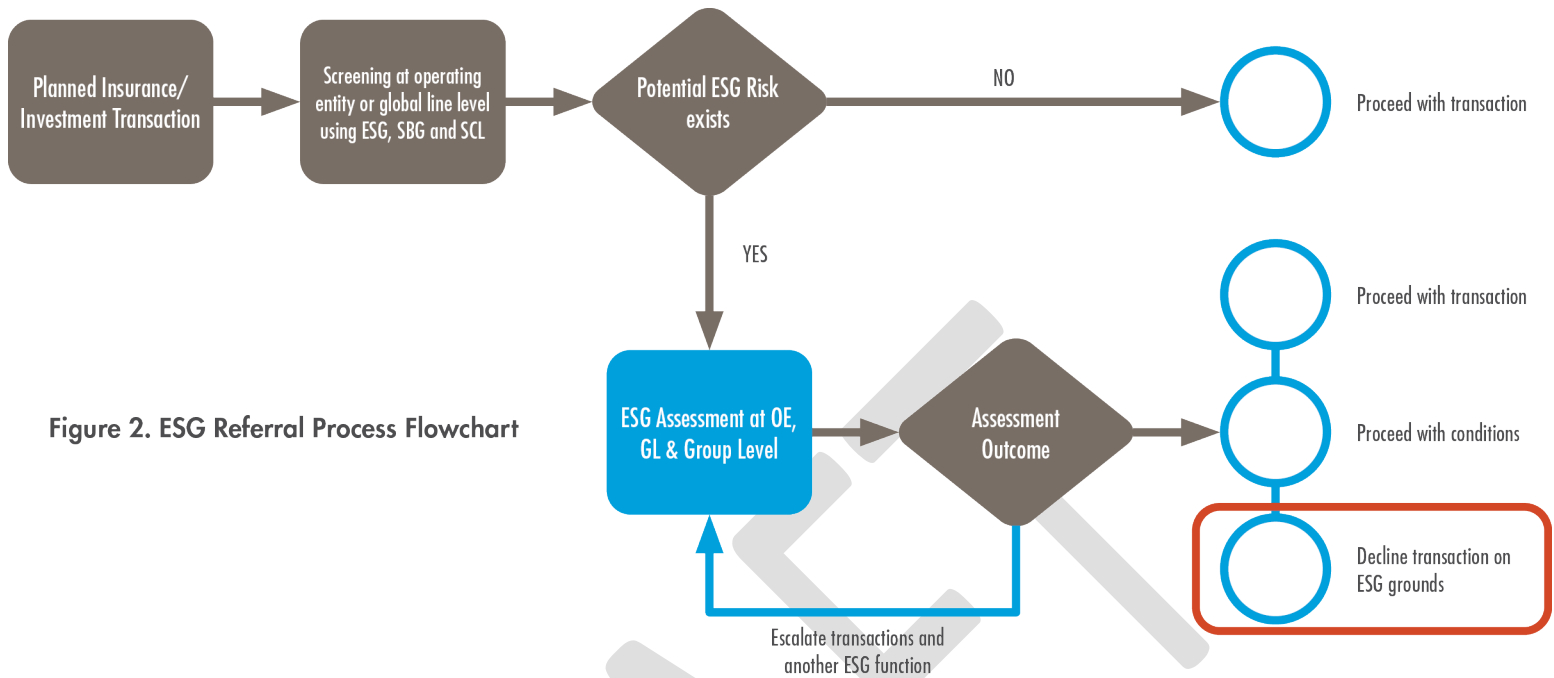 Planned Insurance/
Investment Transaction
Screening at operating
entity or global line level
using ESG, SBG and SCL
Potential ESG Risk
exists
NO
Proceed with transaction
YES
Proceed with transaction
Figure 2. ESG Referral Process Flowchart
ESG Assessment at OE,
GL & Group Level
Assessment
Outcome
Proceed with conditions
Decline transaction on
ESG grounds
Escalate transactions and
another ESG function